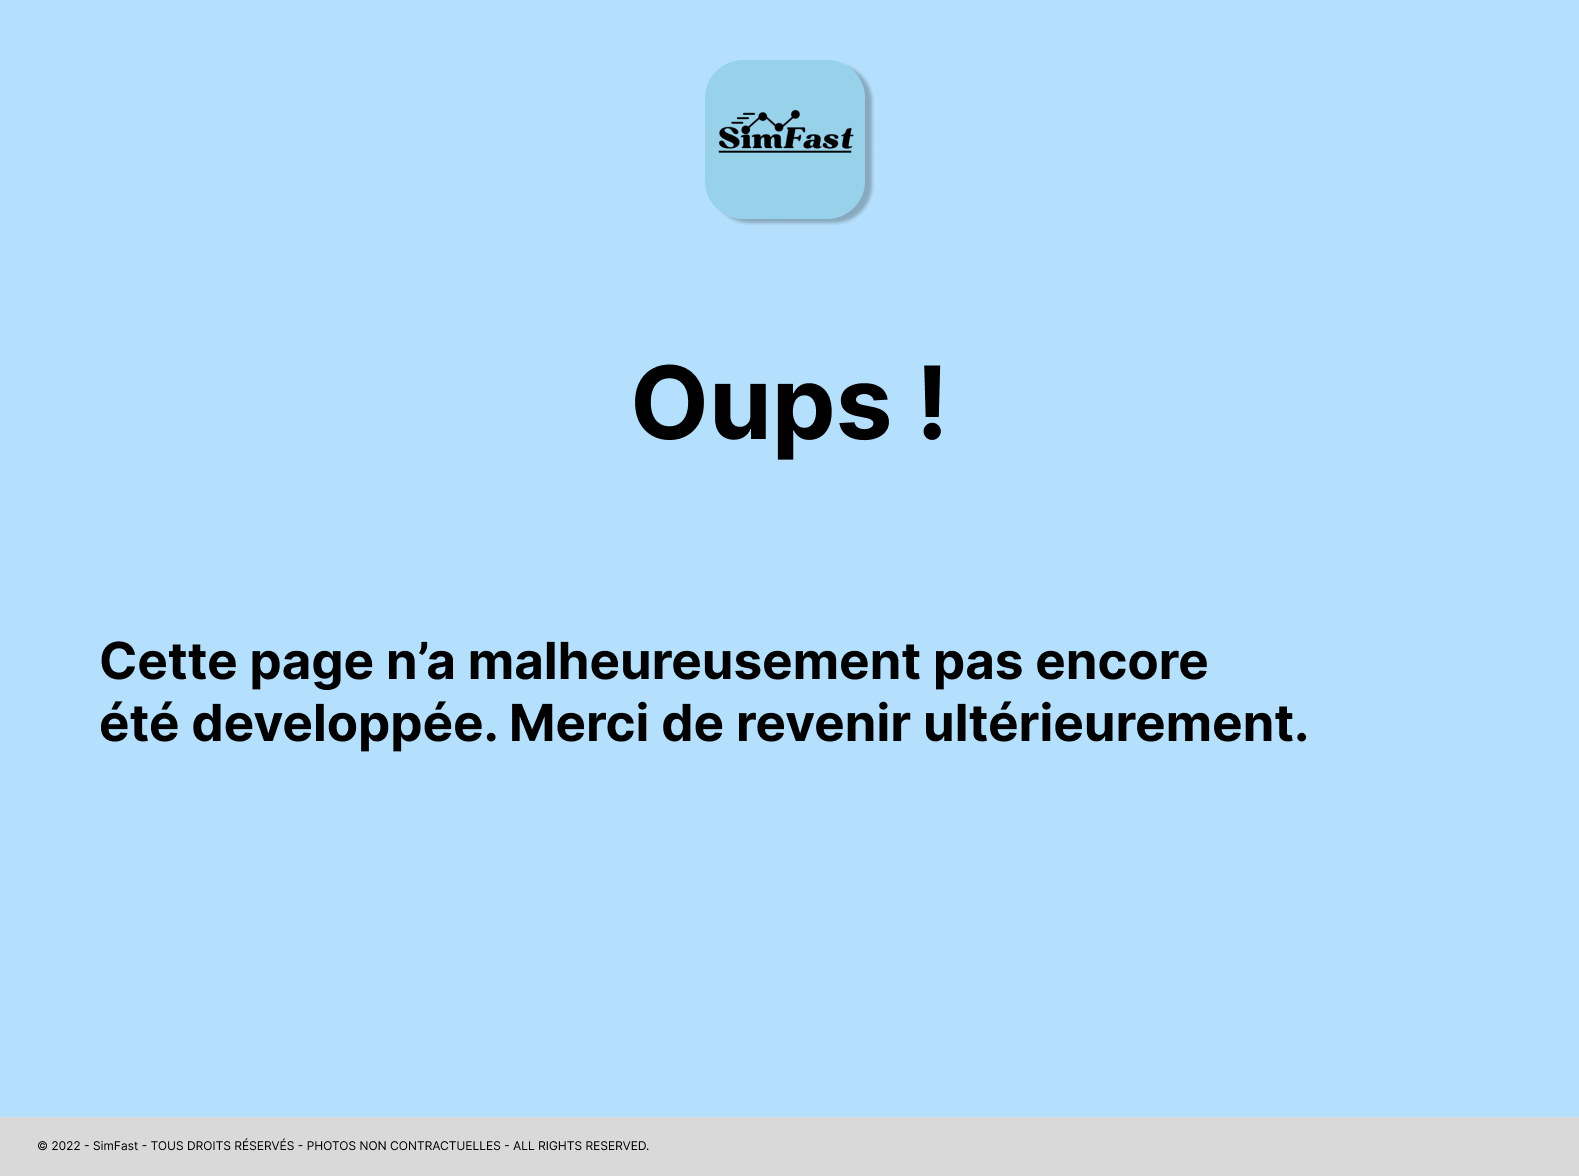 SimFast
Oups !
Cette page n’a malheureusement pas encore
été developpée. Merci de revenir ultérieurement.
© 2022 - SimFast - TOUS DROITS RÉSERVÉS - PHOTOS NON CONTRACTUELLES - ALL RIGHTS RESERVED.